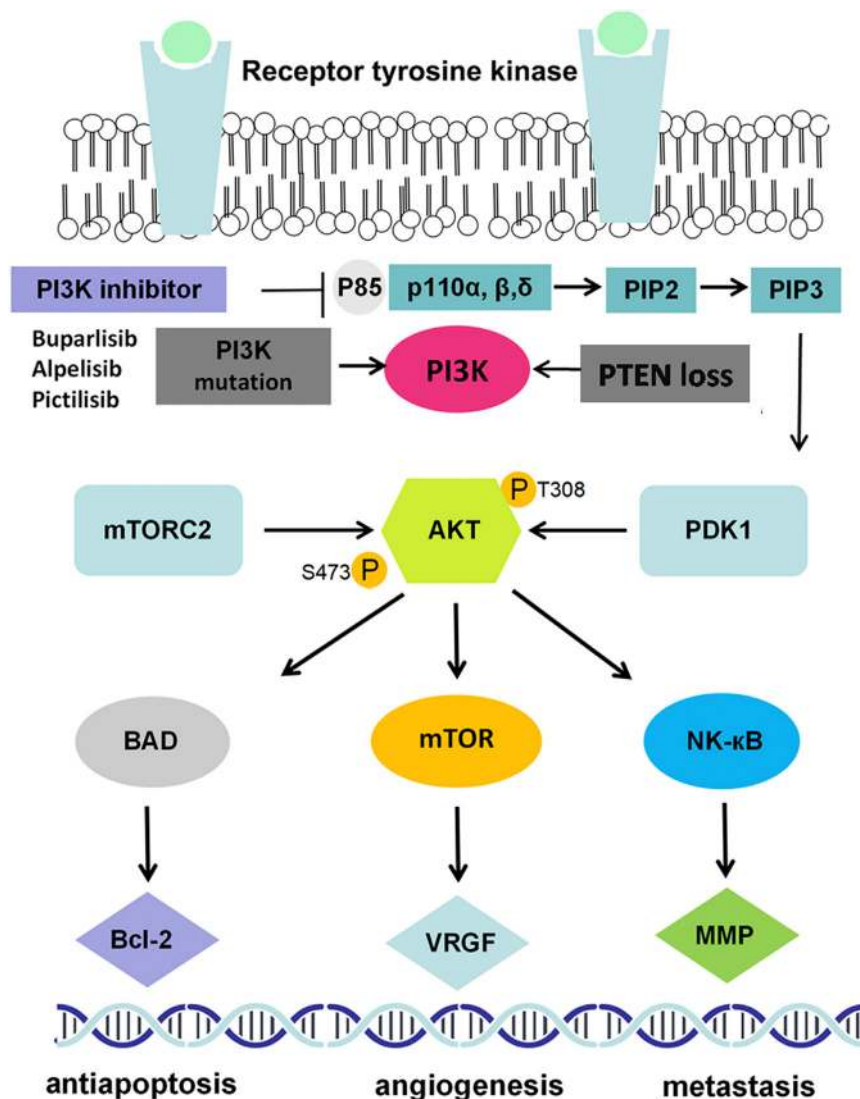 Receptor tyrosine kinase
PI3K inhibitor
P85
p110α, β,δ
PIP2
PIP3
Buparlisib
Alpelisib
Pictilisib
PI3K
mutation
PI3K
PTEN loss
mTORC2
AKT
P
T308
S473
P
PDK1
BAD
mTOR
NK-κB
Bcl-2
VRGF
MMP
antiapoptosis
angiogenesis
metastasis